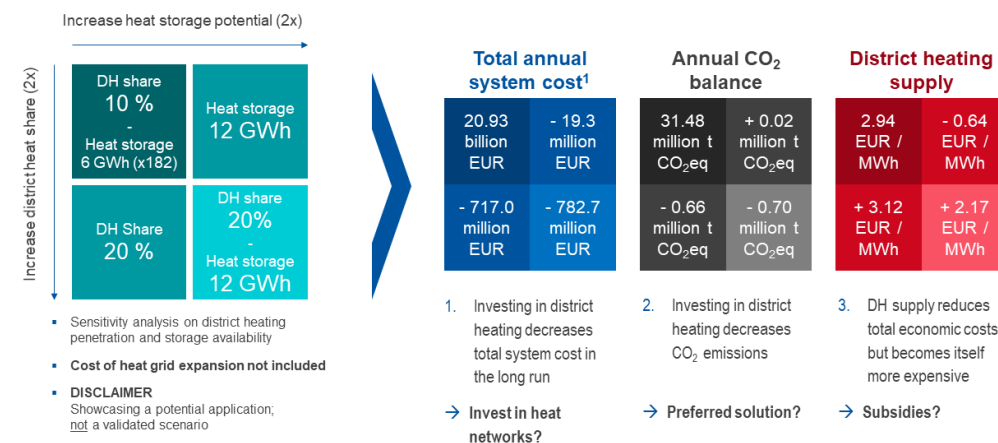 Increase heat storage potential (2x)
Increase district heat share (2x)
DH share
10 %
-
Heat storage
6 GWh (x182)
Heat storage
12 GWh
DH Share
20 %
DH share
20%
-
Heat storage
12 GWh
▪ Sensitivity analysis on district heating
penetration and storage availability
▪ Cost of heat grid expansion not included
▪ DISCLAIMER
Showcasing a potential application;
not a validated scenario
Total annual
system cost¹
20.93
billion
EUR
- 19.3
million
EUR
- 717.0
million
EUR
- 782.7
million
EUR
1. Investing in district
heating decreases
total system cost in
the long run
→ Invest in heat
networks?
Annual CO₂
balance
31.48
million t
CO₂eq
+ 0.02
million t
CO₂eq
- 0.66
million t
CO₂eq
- 0.70
million t
CO₂eq
2. Investing in district
heating decreases
CO₂ emissions
→ Preferred solution?
District heating
supply
2.94
EUR /
MWh
- 0.64
EUR /
MWh
+ 3.12
EUR /
MWh
+ 2.17
EUR /
MWh
3. DH supply reduces
total economic costs
but becomes itself
more expensive
→ Subsidies?